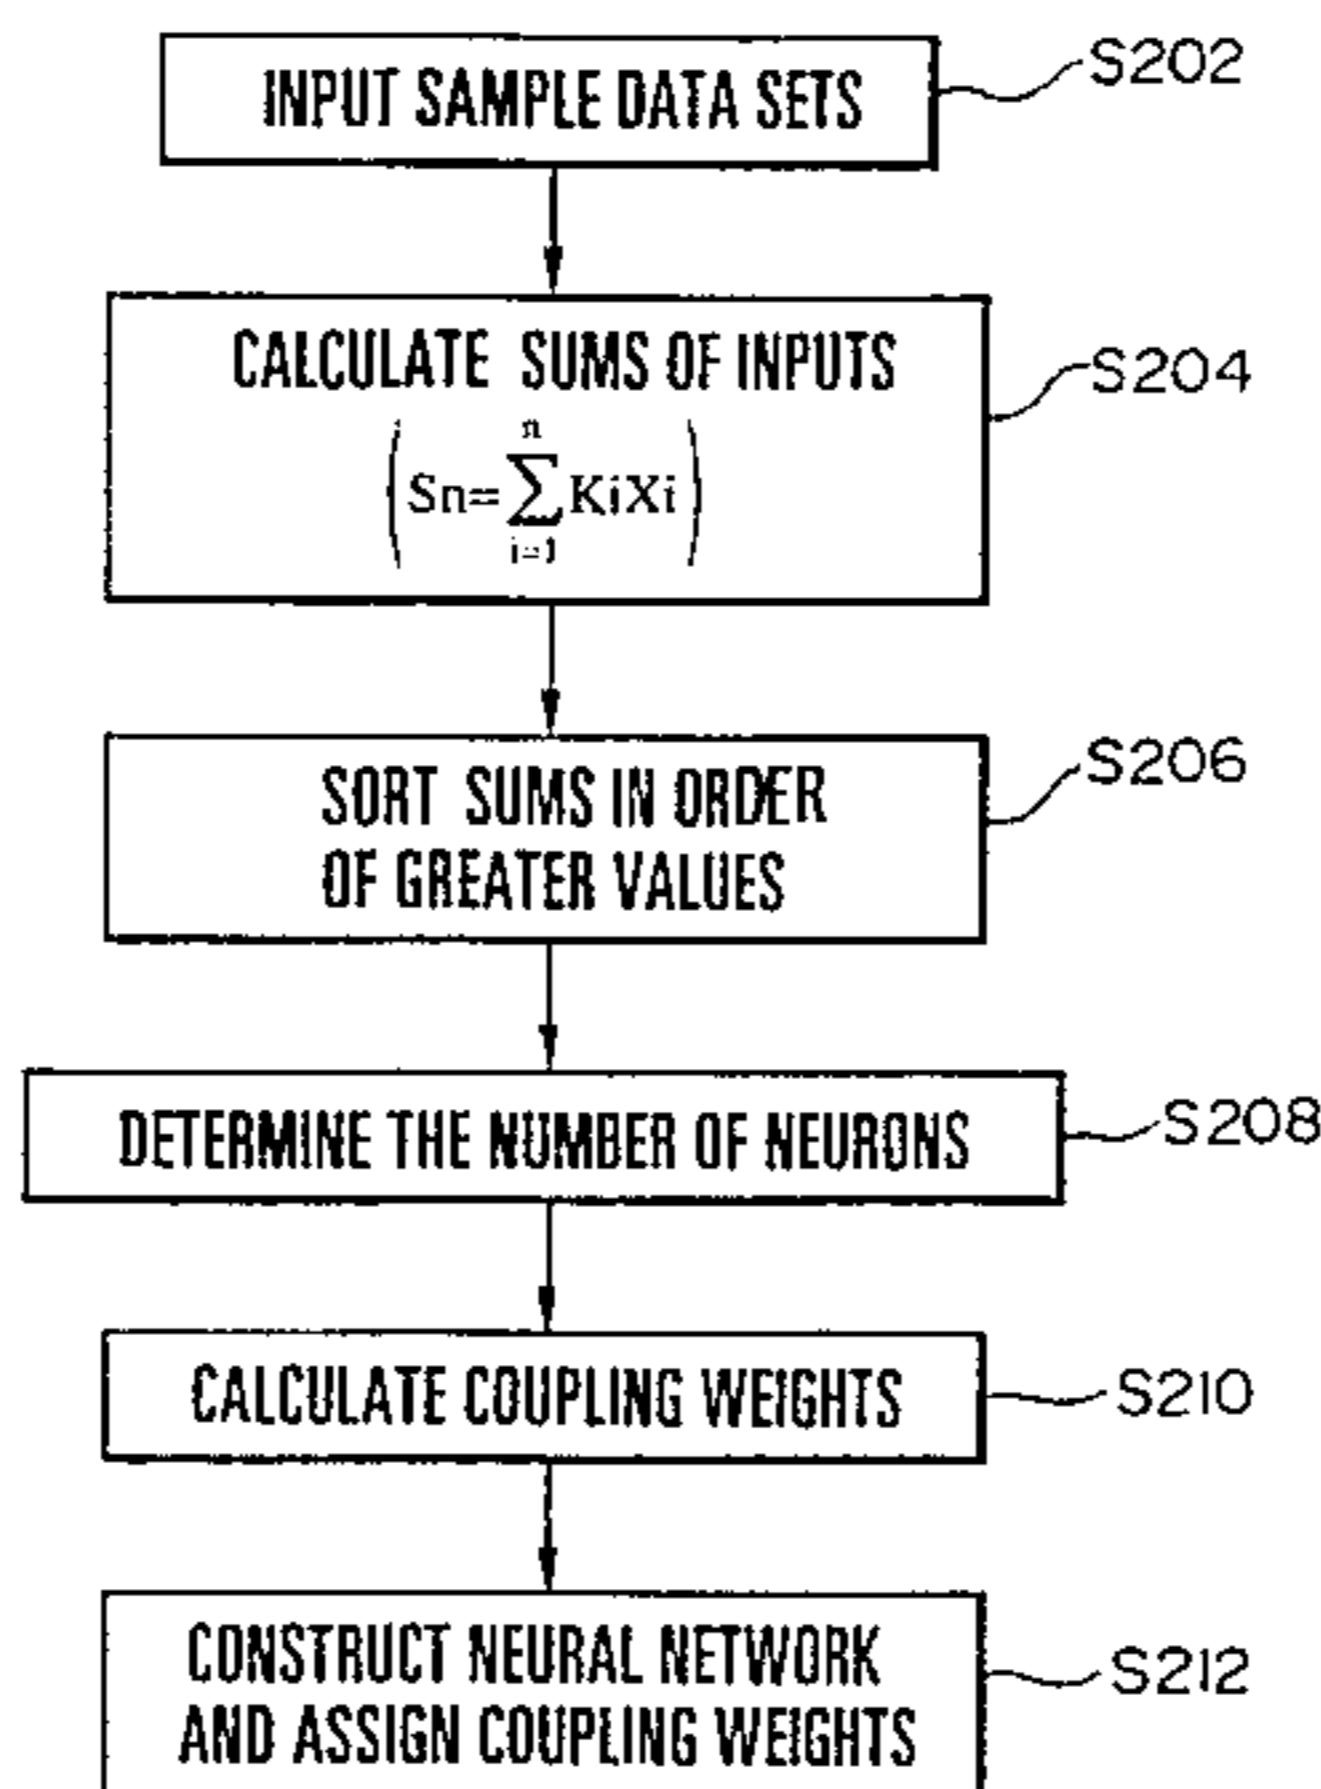 INPUT SAMPLE DATA SETS
S202
CALCULATE SUMS OF INPUTS
S204
n
(Sn=∑KiXi)
i=1
SORT SUMS IN ORDER
OF GREATER VALUES
S206
DETERMINE THE NUMBER OF NEURONS
S208
CALCULATE COUPLING WEIGHTS
S210
CONSTRUCT NEURAL NETWORK
AND ASSIGN COUPLING WEIGHTS
S212